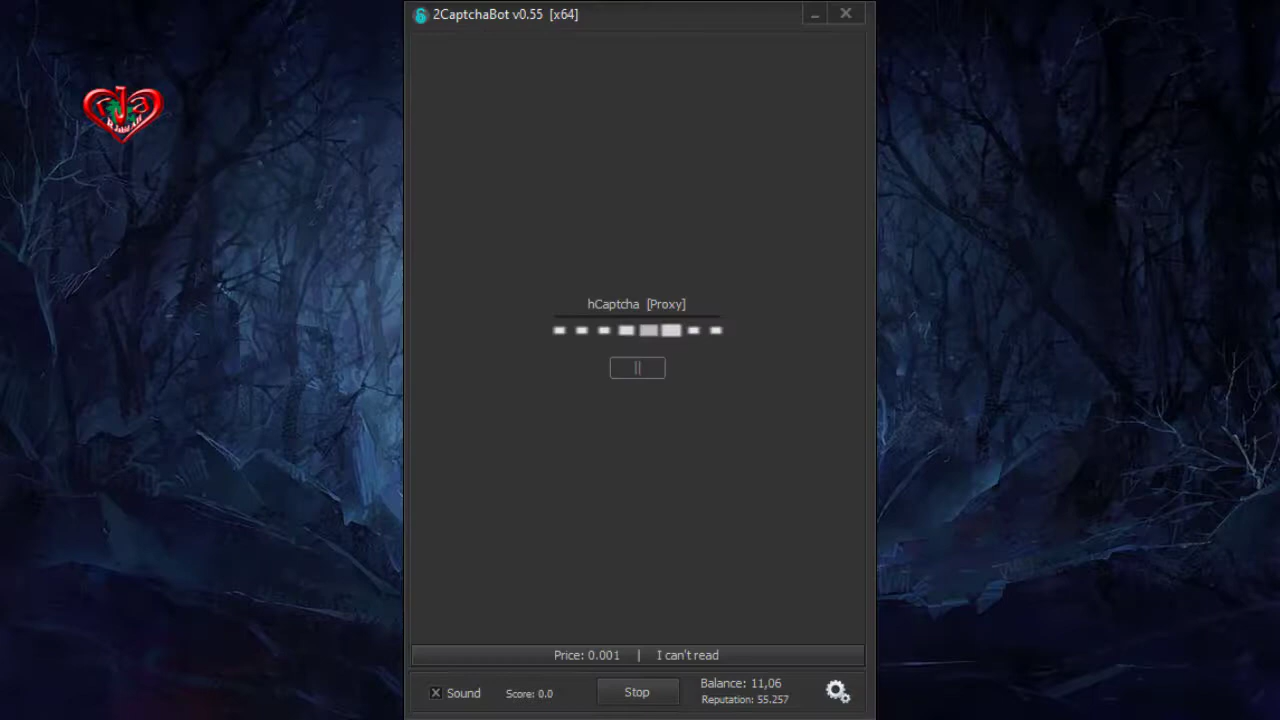 2CaptchaBot v0.55 [x64]
rja
hCaptcha [Proxy]
Price: 0.001 | I can't read
Sound
Score: 0.0
Stop
Balance: 11,06
Reputation: 55.257